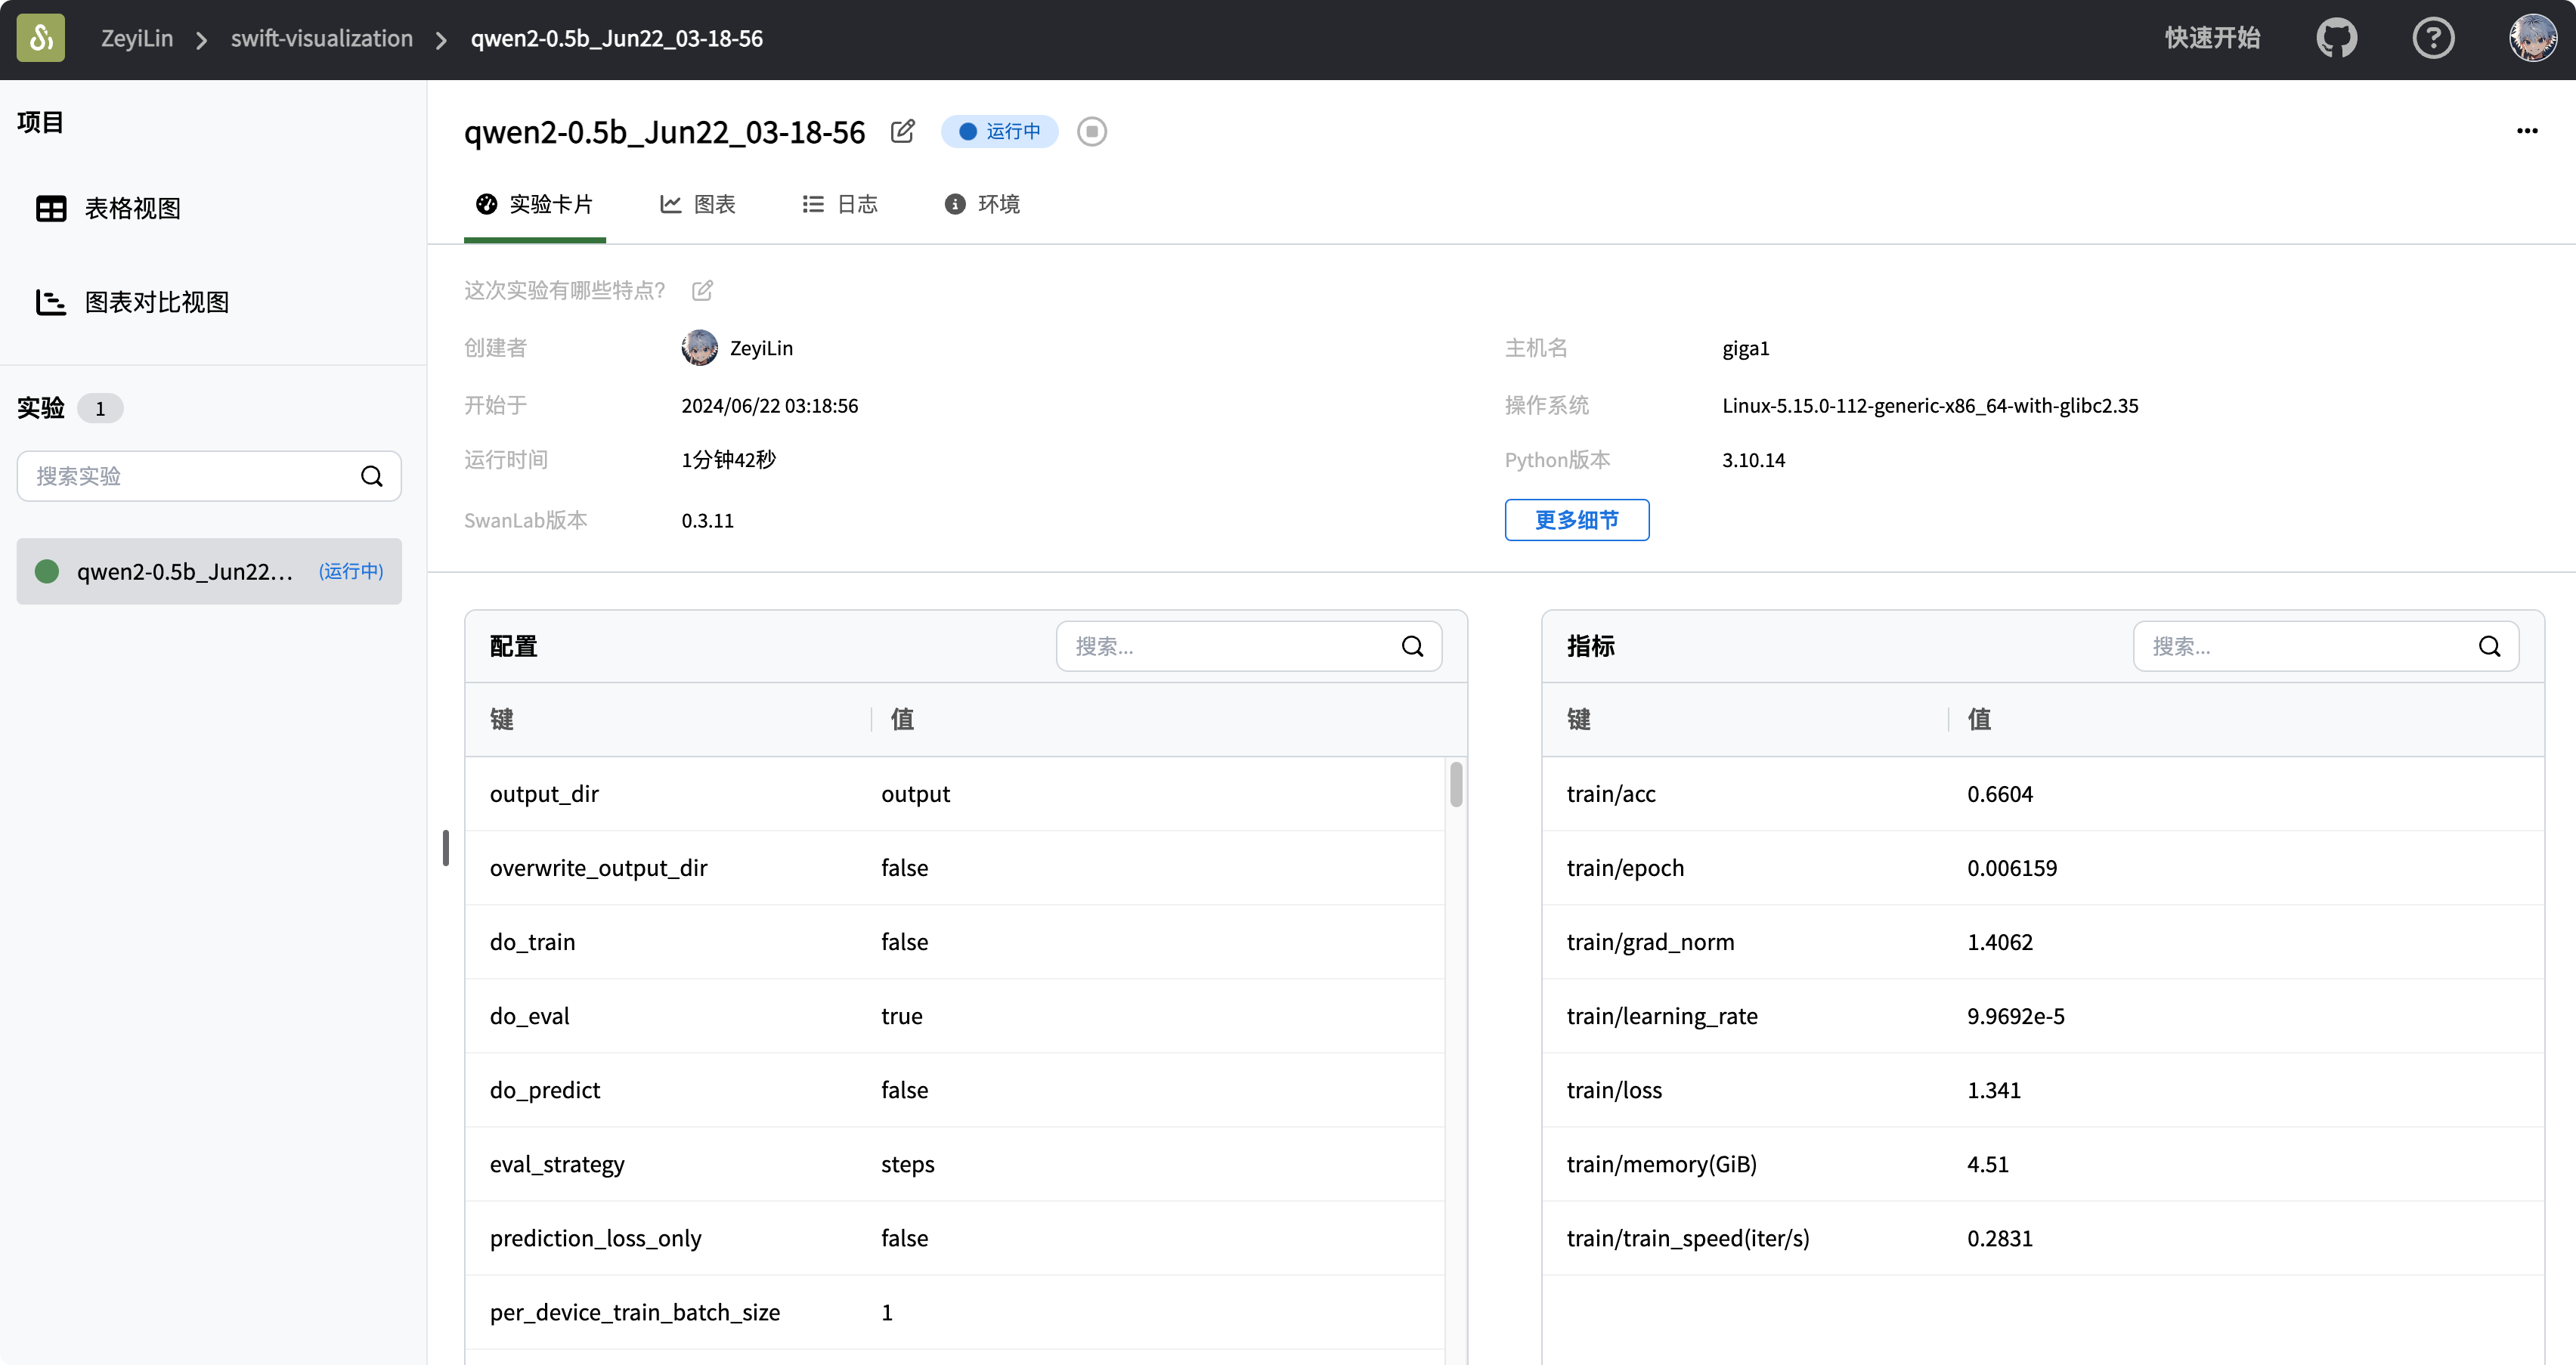 ZeyiLin > swift-visualization > qwen2-0.5b_Jun22_03-18-56
快速开始
项目
表格视图
图表对比视图
实验 1
搜索实验
qwen2-0.5b_Jun22... (运行中)
qwen2-0.5b_Jun22_03-18-56 运行中
实验卡片 图表 日志 环境
这次实验有哪些特点?
创建者 ZeyiLin
开始于 2024/06/22 03:18:56
运行时间 1分钟42秒
SwanLab版本 0.3.11
主机名 giga1
操作系统 Linux-5.15.0-112-generic-x86_64-with-glibc2.35
Python版本 3.10.14
更多细节
配置 搜索...
键 值
output_dir output
overwrite_output_dir false
do_train false
do_eval true
do_predict false
eval_strategy steps
prediction_loss_only false
per_device_train_batch_size 1
指标 搜索...
键 值
train/acc 0.6604
train/epoch 0.006159
train/grad_norm 1.4062
train/learning_rate 9.9692e-5
train/loss 1.341
train/memory(GiB) 4.51
train/train_speed(iter/s) 0.2831